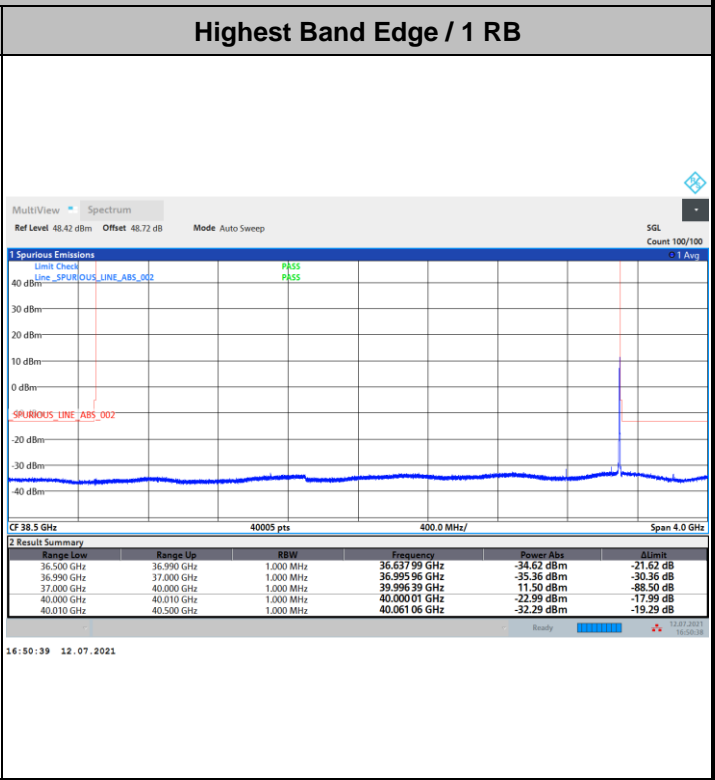 Highest Band Edge / 1 RB
MultiView Spectrum
Ref Level 48.42 dBm Offset 48.72 dB Mode Auto Sweep SGL
Count 100/100
1 Spurious Emissions 1 Avg
Limit Check PASS
Line _SPURIOUS_LINE_ABS_002 PASS
40 dBm
30 dBm
20 dBm
10 dBm
0 dBm
_SPURIOUS_LINE_ABS_002
-20 dBm
-30 dBm
-40 dBm
CF 38.5 GHz 40005 pts 400.0 MHz/ Span 4.0 GHz
2 Result Summary
Range Low Range Up RBW Frequency Power Abs ΔLimit
36.500 GHz 36.990 GHz 1.000 MHz 36.637 99 GHz -34.62 dBm -21.62 dB
36.990 GHz 37.000 GHz 1.000 MHz 36.995 96 GHz -35.36 dBm -30.36 dB
37.000 GHz 40.000 GHz 1.000 MHz 39.996 39 GHz 11.50 dBm -88.50 dB
40.000 GHz 40.010 GHz 1.000 MHz 40.000 01 GHz -22.99 dBm -17.99 dB
40.010 GHz 40.500 GHz 1.000 MHz 40.061 06 GHz -32.29 dBm -19.29 dB
Ready 12.07.2021
16:50:38
16:50:39 12.07.2021